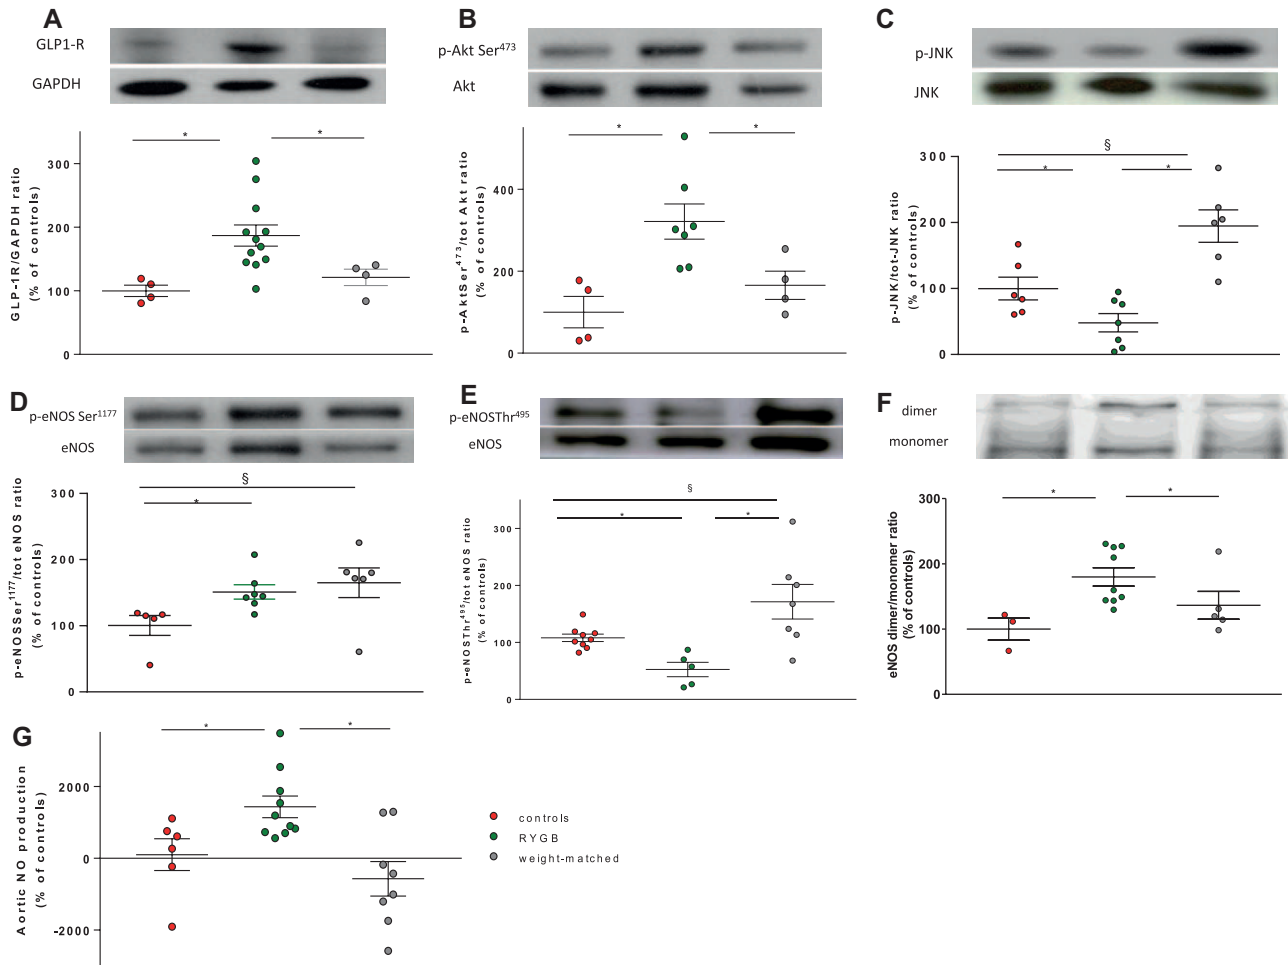 A
GLP1-R
GAPDH
GLP-1R/GAPDH ratio
(% of controls)
300
200
100
0
*
*
B
p-Akt Ser473
Akt
p-AktSer473/tot Akt ratio
(% of controls)
400
200
0
*
*
C
p-JNK
JNK
p-JNK/tot-JNK ratio
(% of controls)
300
200
100
0
§
*
*
D
p-eNOS Ser1177
eNOS
p-eNOSSer1177/tot eNOS ratio
(% of controls)
300
200
100
0
§
*
E
p-eNOSThr495
eNOS
p-eNOSThr495/tot eNOS ratio
(% of controls)
300
200
100
0
§
*
*
F
dimer
monomer
eNOS dimer/monomer ratio
(% of controls)
300
200
100
0
*
*
G
Aortic NO production
(% of controls)
2000
0
-2000
*
*
controls
RYGB
weight-matched